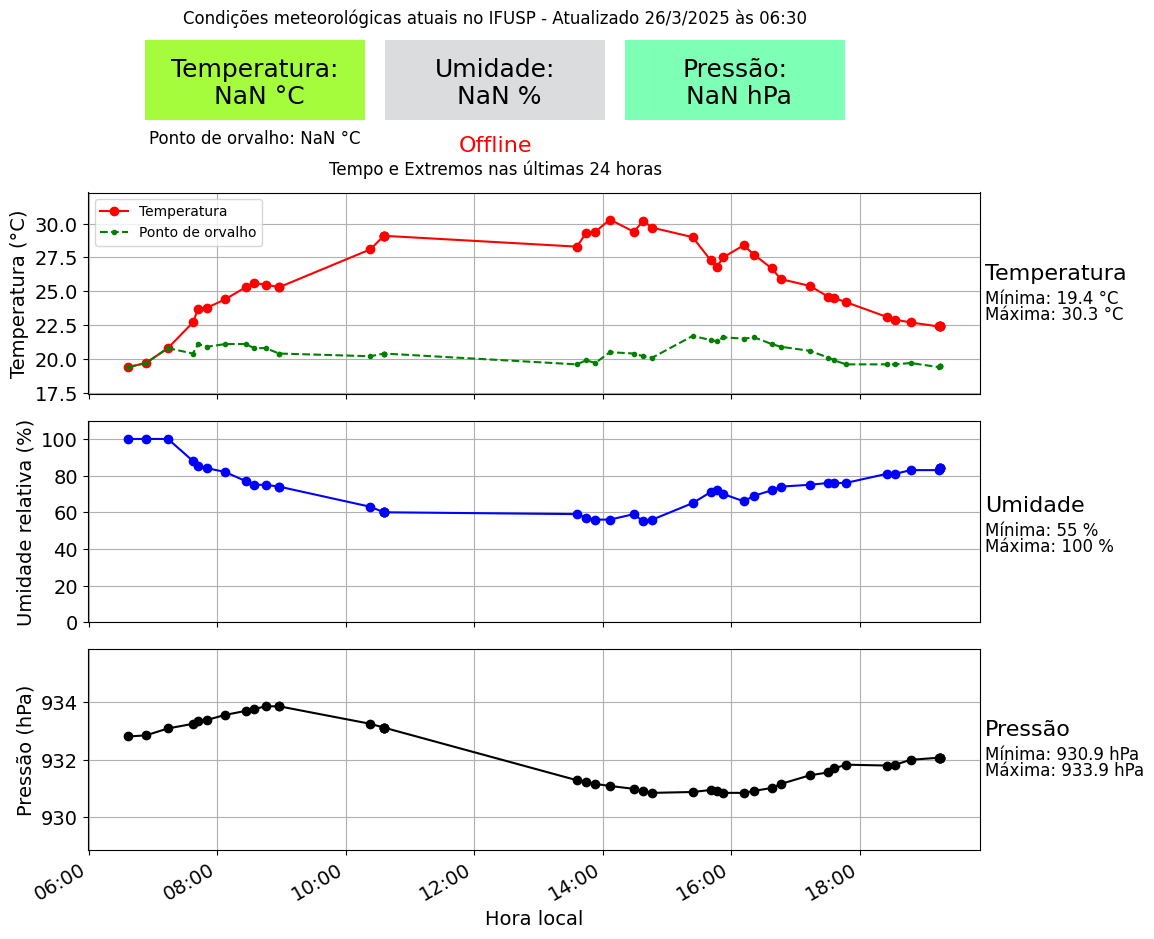 Condições meteorológicas atuais no IFUSP - Atualizado 26/3/2025 às 06:30
Temperatura:
NaN °C
Umidade:
NaN %
Pressão:
NaN hPa
Ponto de orvalho: NaN °C
Offline
Tempo e Extremos nas últimas 24 horas
Temperatura (°C)
30.0
27.5
25.0
22.5
20.0
17.5
Temperatura
Ponto de orvalho
Temperatura
Mínima: 19.4 °C
Máxima: 30.3 °C
Umidade relativa (%)
100
80
60
40
20
0
Umidade
Mínima: 55 %
Máxima: 100 %
Pressão (hPa)
934
932
930
Pressão
Mínima: 930.9 hPa
Máxima: 933.9 hPa
06:00
08:00
10:00
12:00
14:00
16:00
18:00
Hora local